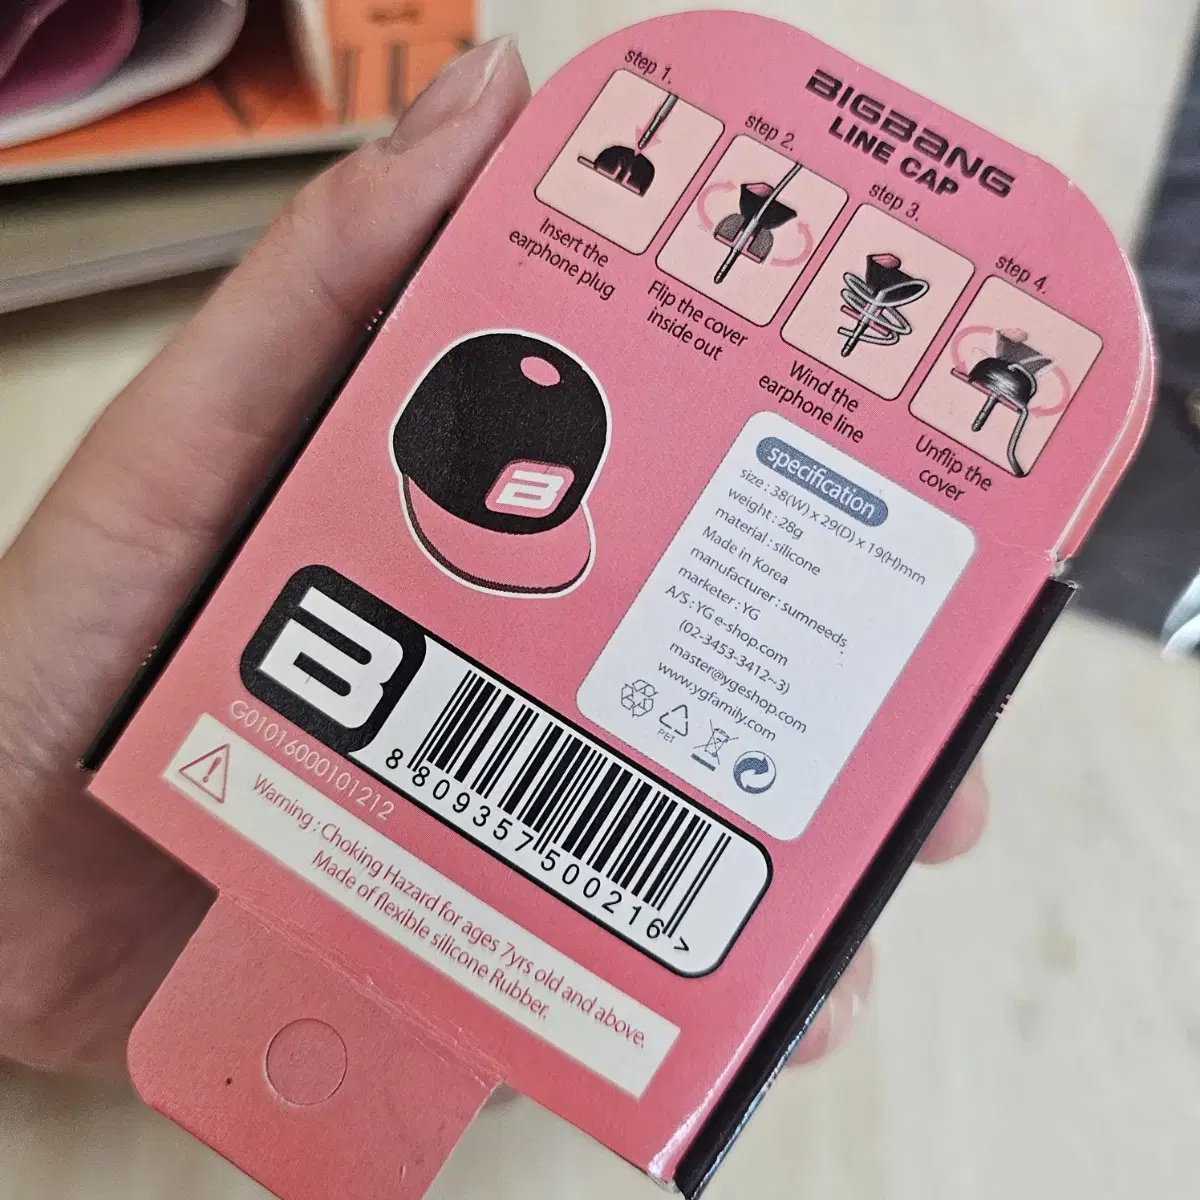 BIGBANG
LINE CAP
step 1.
Insert the
earphone plug
step 2.
Flip the cover
inside out
step 3.
Wind the
earphone line
step 4.
Unflip the
cover
B
specification
size : 38(W) x 29(D) x 19(H)mm
weight : 28g
material : silicone
Made in Korea
manufacturer : sumneeds
marketer : YG
A/S : YG e-shop.com
(02-3453-3412~3)
master@ygeshop.com
www.ygfamily.com
PET
B
G01016000101212
8 809357 500216 >
Warning : Choking Hazard for ages 7yrs old and above.
Made of flexible silicone Rubber.